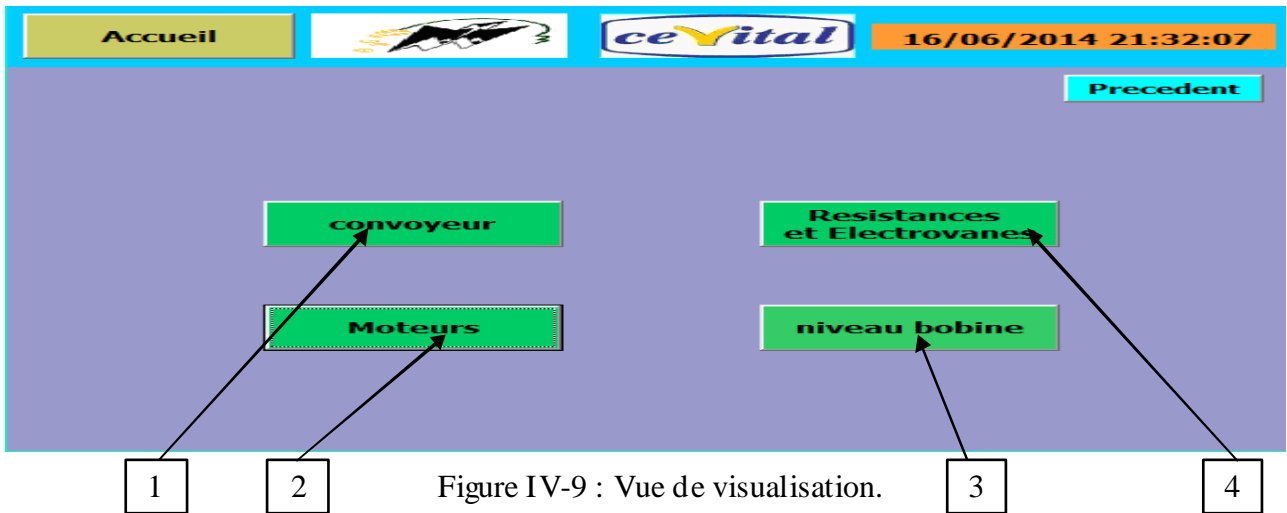 Accueil
cevital
16/06/2014 21:32:07
Precedent
convoyeur
Resistances
et Electrovanes
Moteurs
niveau bobine
1
2
Figure IV-9 : Vue de visualisation.
3
4